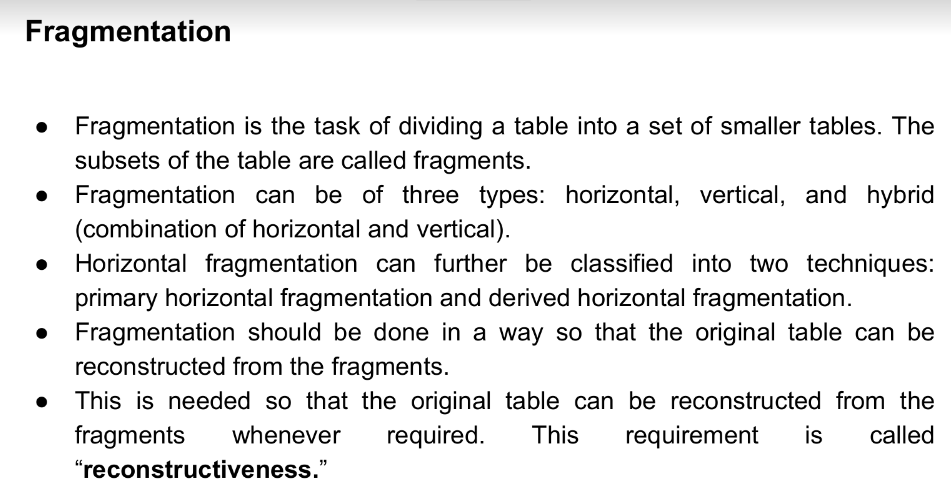 Fragmentation
● Fragmentation is the task of dividing a table into a set of smaller tables. The
subsets of the table are called fragments.
● Fragmentation can be of three types: horizontal, vertical, and hybrid
(combination of horizontal and vertical).
● Horizontal fragmentation can further be classified into two techniques:
primary horizontal fragmentation and derived horizontal fragmentation.
● Fragmentation should be done in a way so that the original table can be
reconstructed from the fragments.
● This is needed so that the original table can be reconstructed from the
fragments whenever required. This requirement is called
“reconstructiveness.”